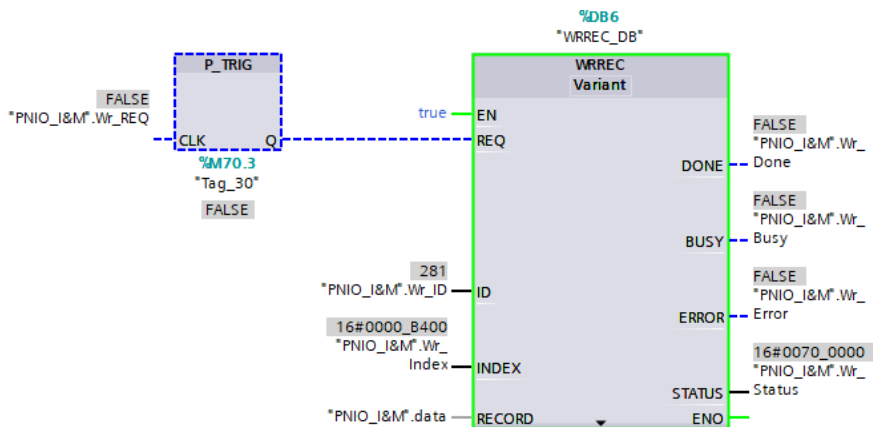 %DB6
"WRREC_DB"
P_TRIG
WRREC
Variant
FALSE
"PNIO_I&M".Wr_REQ
CLK
Q
true
EN
REQ
%M70.3
"Tag_30"
FALSE
FALSE
"PNIO_I&M".Wr_
Done
DONE
FALSE
"PNIO_I&M".Wr_
Busy
BUSY
281
"PNIO_I&M".Wr_ID
ID
FALSE
"PNIO_I&M".Wr_
Error
ERROR
16#0000_B400
"PNIO_I&M".Wr_
Index
INDEX
16#0070_0000
"PNIO_I&M".Wr_
Status
STATUS
"PNIO_I&M".data
RECORD
ENO